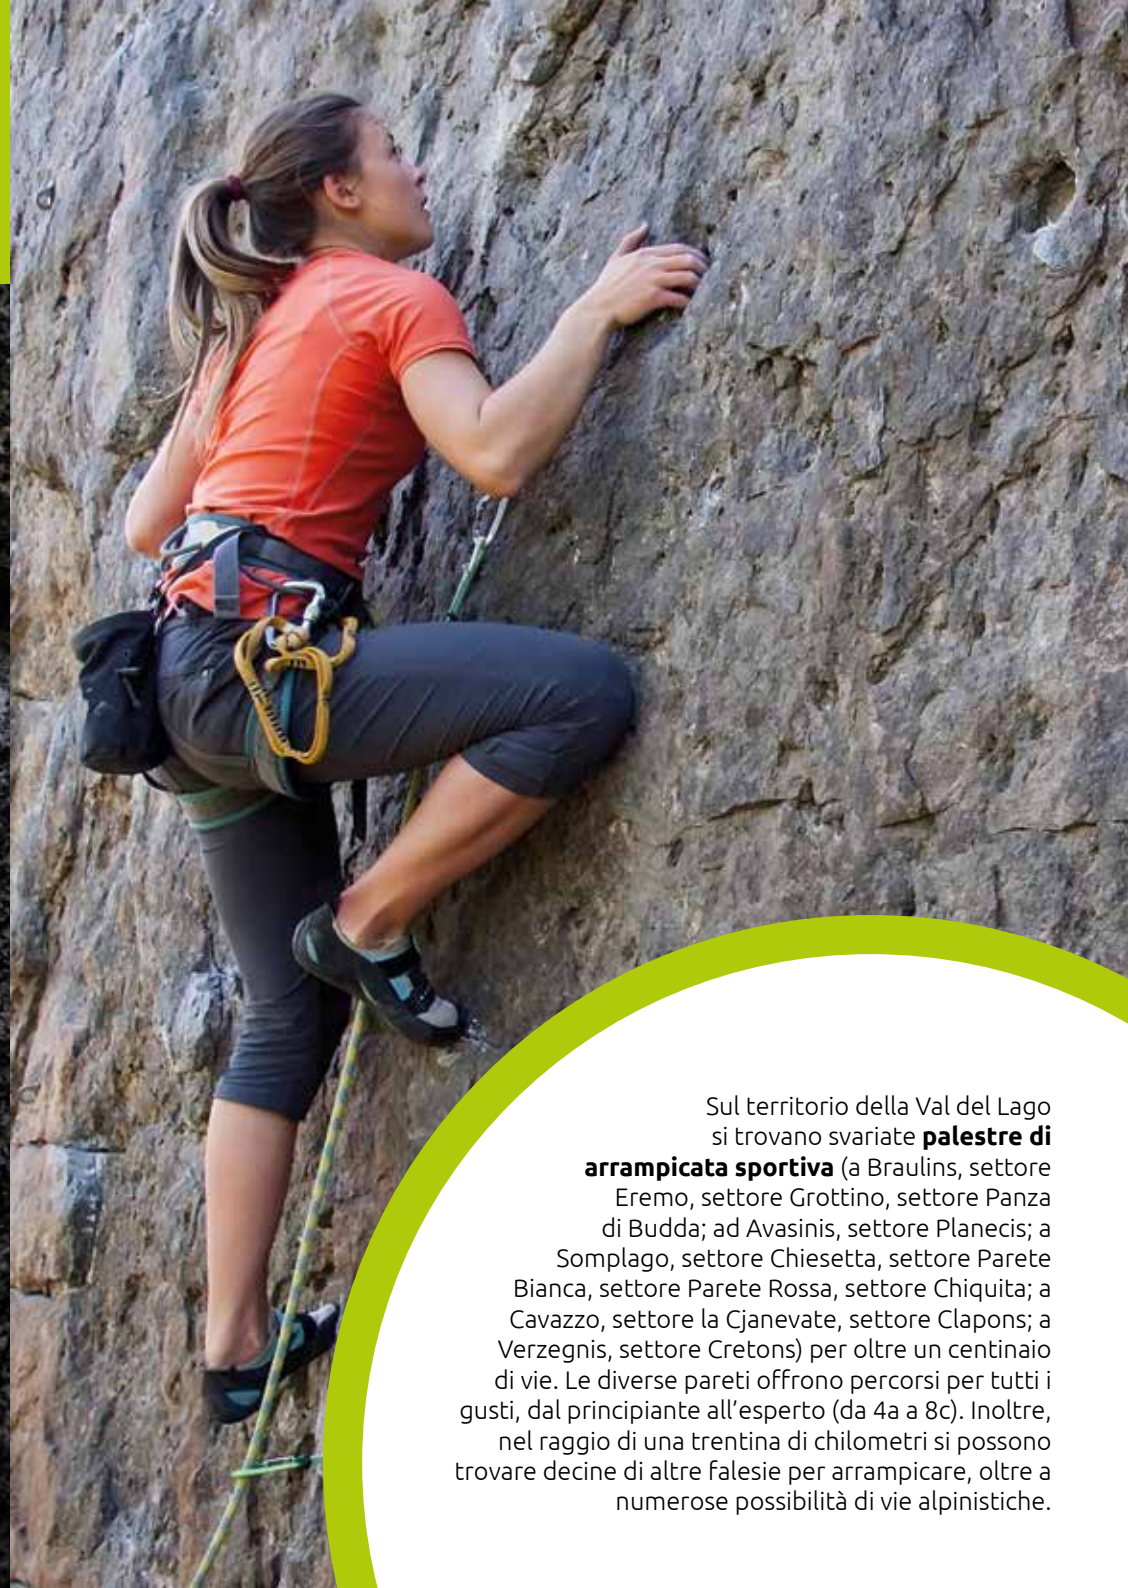 Sul territorio della Val del Lago
si trovano svariate palestre di
arrampicata sportiva (a Braulins, settore
Eremo, settore Grottino, settore Panza
di Budda; ad Avasinis, settore Planecis; a
Somplago, settore Chiesetta, settore Parete
Bianca, settore Parete Rossa, settore Chiquita; a
Cavazzo, settore la Cjanevate, settore Clapons; a
Verzegnis, settore Cretons) per oltre un centinaio
di vie. Le diverse pareti offrono percorsi per tutti i
gusti, dal principiante all’esperto (da 4a a 8c). Inoltre,
nel raggio di una trentina di chilometri si possono
trovare decine di altre falesie per arrampicare, oltre a
numerose possibilità di vie alpinistiche.